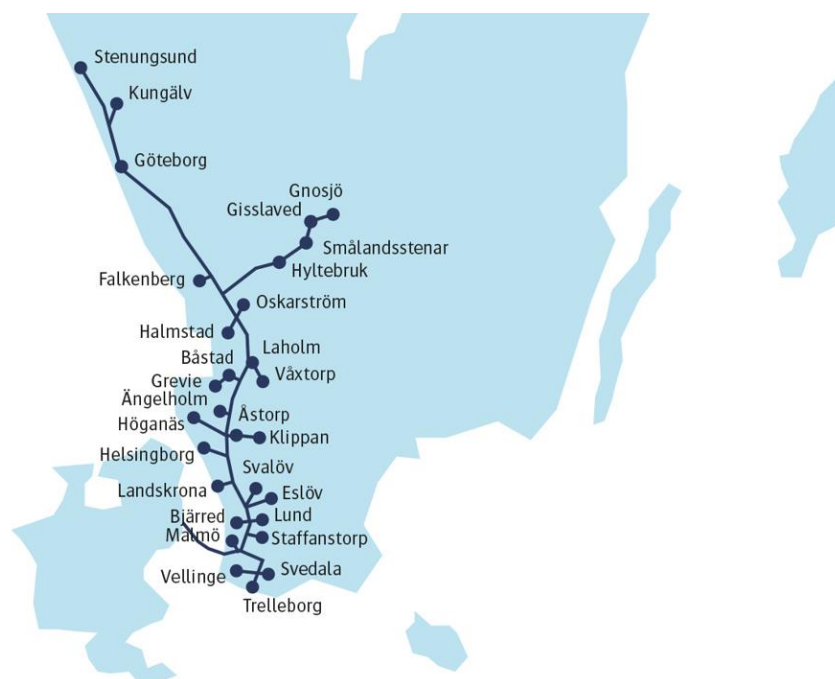 Stenungsund
Kungälv
Göteborg
Gnosjö
Gisslaved
Smålandsstenar
Hyltebruk
Falkenberg
Oskarström
Halmstad
Laholm
Båstad
Våxtorp
Grevie
Ängelholm
Åstorp
Höganäs
Klippan
Helsingborg
Svalöv
Landskrona
Eslöv
Bjärred
Lund
Malmö
Staffanstorp
Vellinge
Svedala
Trelleborg